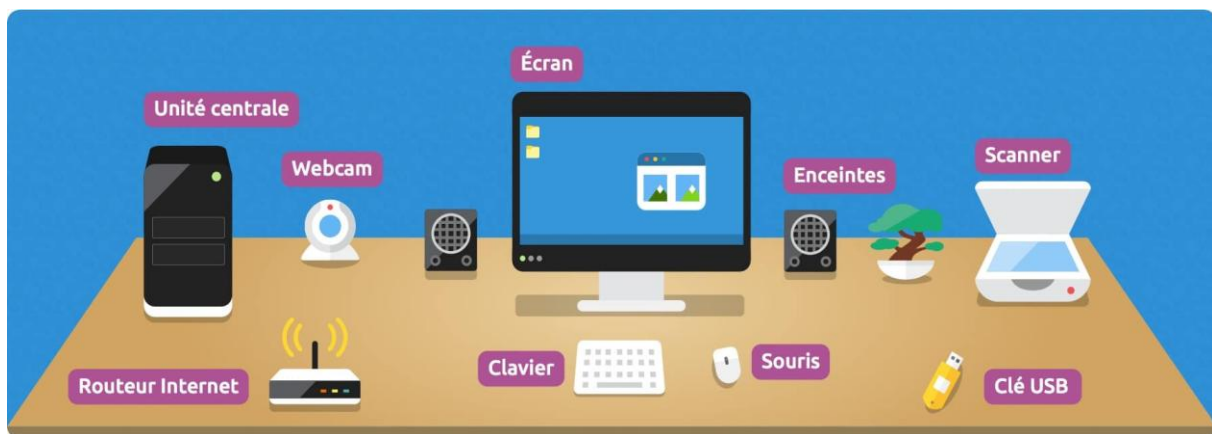 Écran
Unité centrale
Webcam
Enceintes
Scanner
Routeur Internet
Clavier
Souris
Clé USB